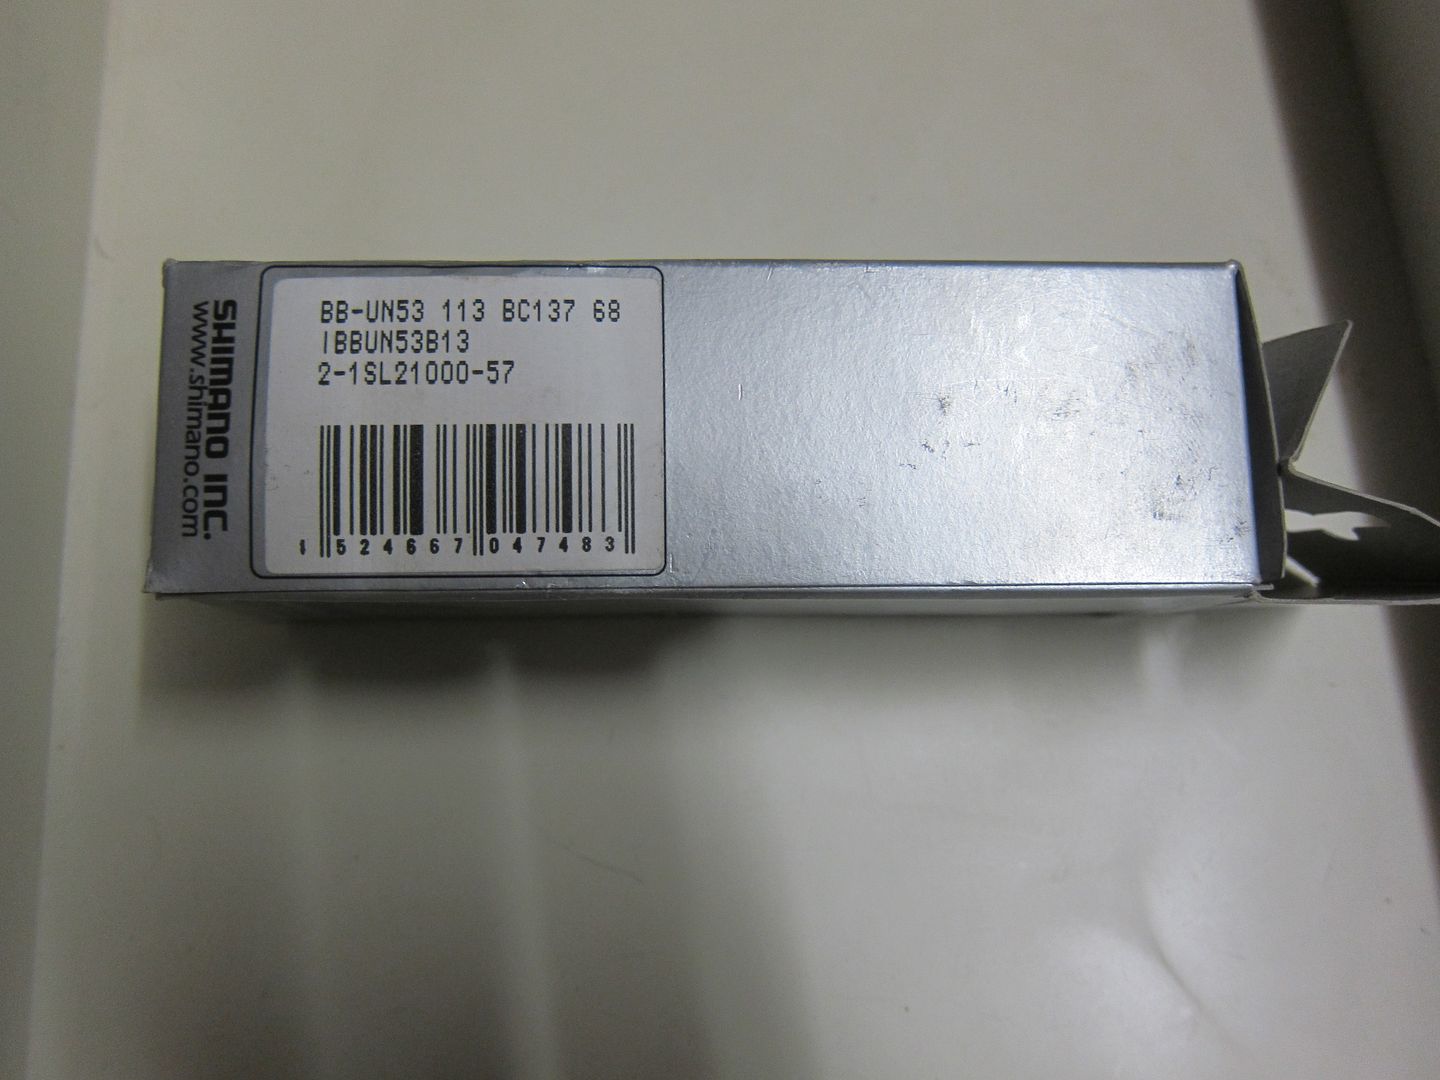 BB-UN53 113 BC137 68
IBBUN53B13
2-1SL21000-57
1 524667 047483
SHIMANO INC.
www.shimano.com